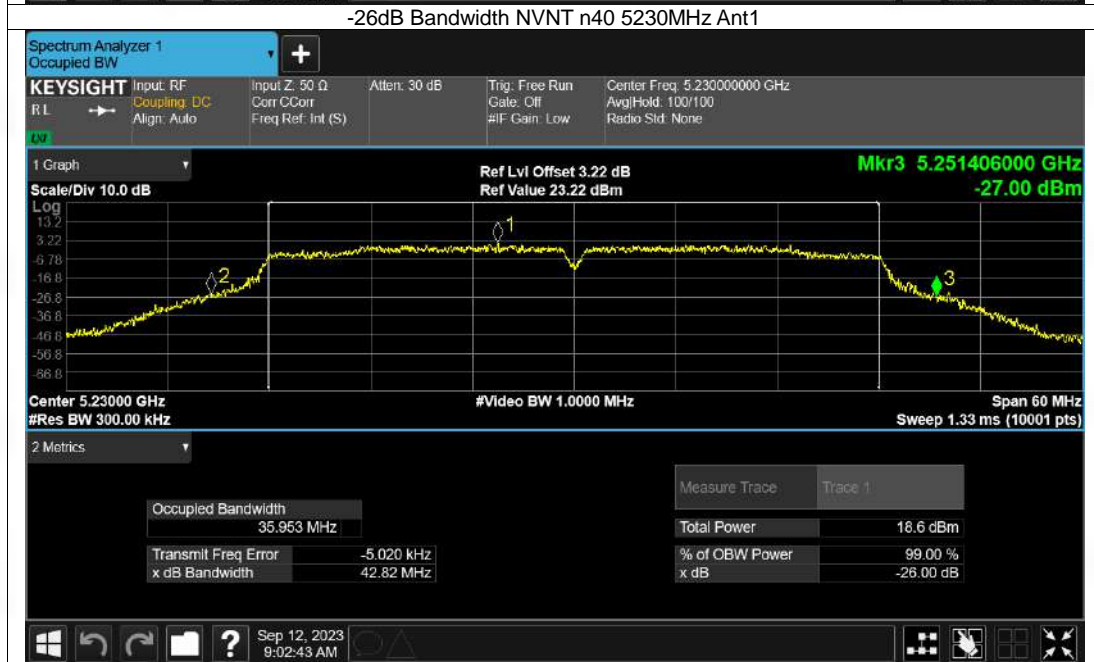 -26dB Bandwidth NVNT n40 5230MHz Ant1
Spectrum Analyzer 1
Occupied BW
+
KEYSIGHT Input: RF Input Z: 50 Ω Atten: 30 dB Trig: Free Run Center Freq: 5.230000000 GHz
RL Coupling: DC Corr CCorr Gate: Off Avg|Hold: 100/100
Align: Auto Freq Ref: Int (S) #IF Gain: Low Radio Std: None
LXI
1 Graph Ref Lvl Offset 3.22 dB Mkr3 5.251406000 GHz
Scale/Div 10.0 dB Ref Value 23.22 dBm -27.00 dBm
Log
13.2
3.22
-6.78
-16.8
-26.8
-36.8
-46.8
-56.8
-66.8
1
2
3
Center 5.23000 GHz #Video BW 1.0000 MHz Span 60 MHz
#Res BW 300.00 kHz Sweep 1.33 ms (10001 pts)
2 Metrics
Measure Trace Trace 1
Occupied Bandwidth
35.953 MHz Total Power 18.6 dBm
Transmit Freq Error -5.020 kHz % of OBW Power 99.00 %
x dB Bandwidth 42.82 MHz x dB -26.00 dB
? Sep 12, 2023
9:02:43 AM